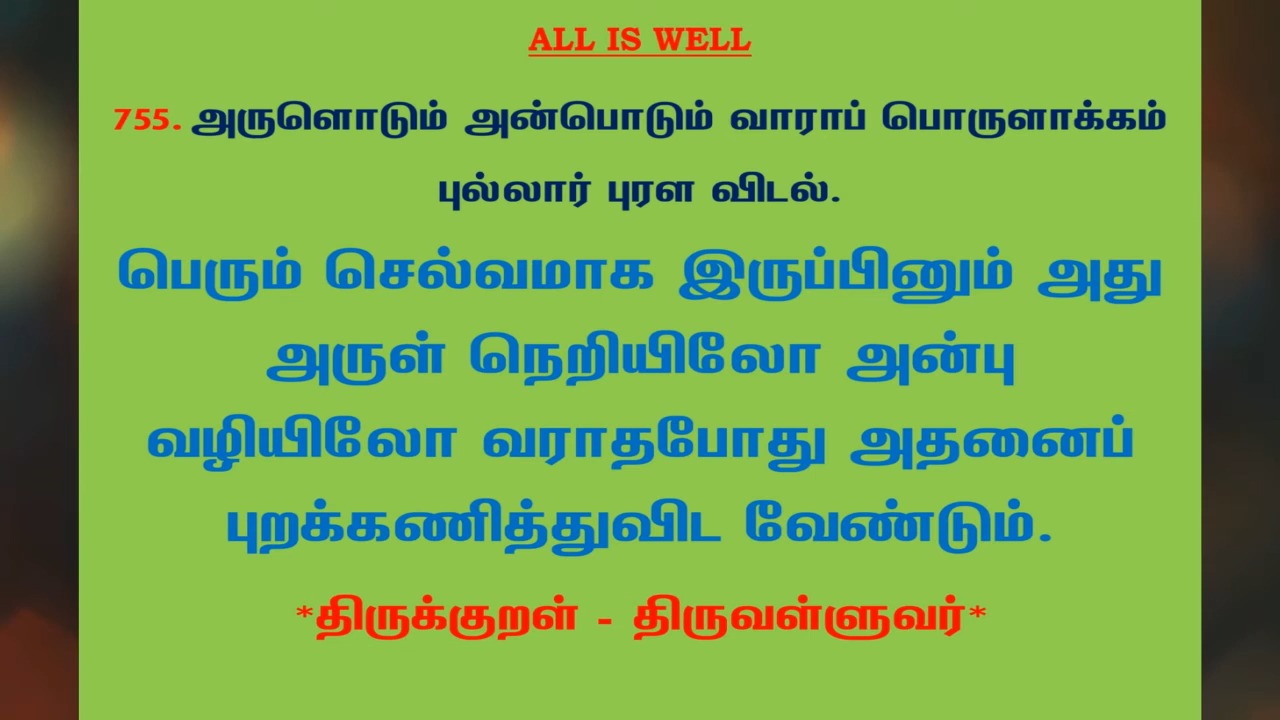 ALL IS WELL
755. அருளொடும் அன்பொடும் வாராப் பொருளாக்கம்
புல்லார் புரள விடல்.
பெரும் செல்வமாக இருப்பினும் அது
அருள் நெறியிலோ அன்பு
வழியிலோ வராதபோது அதனைப்
புறக்கணித்துவிட வேண்டும்.
*திருக்குறள் - திருவள்ளுவர்*